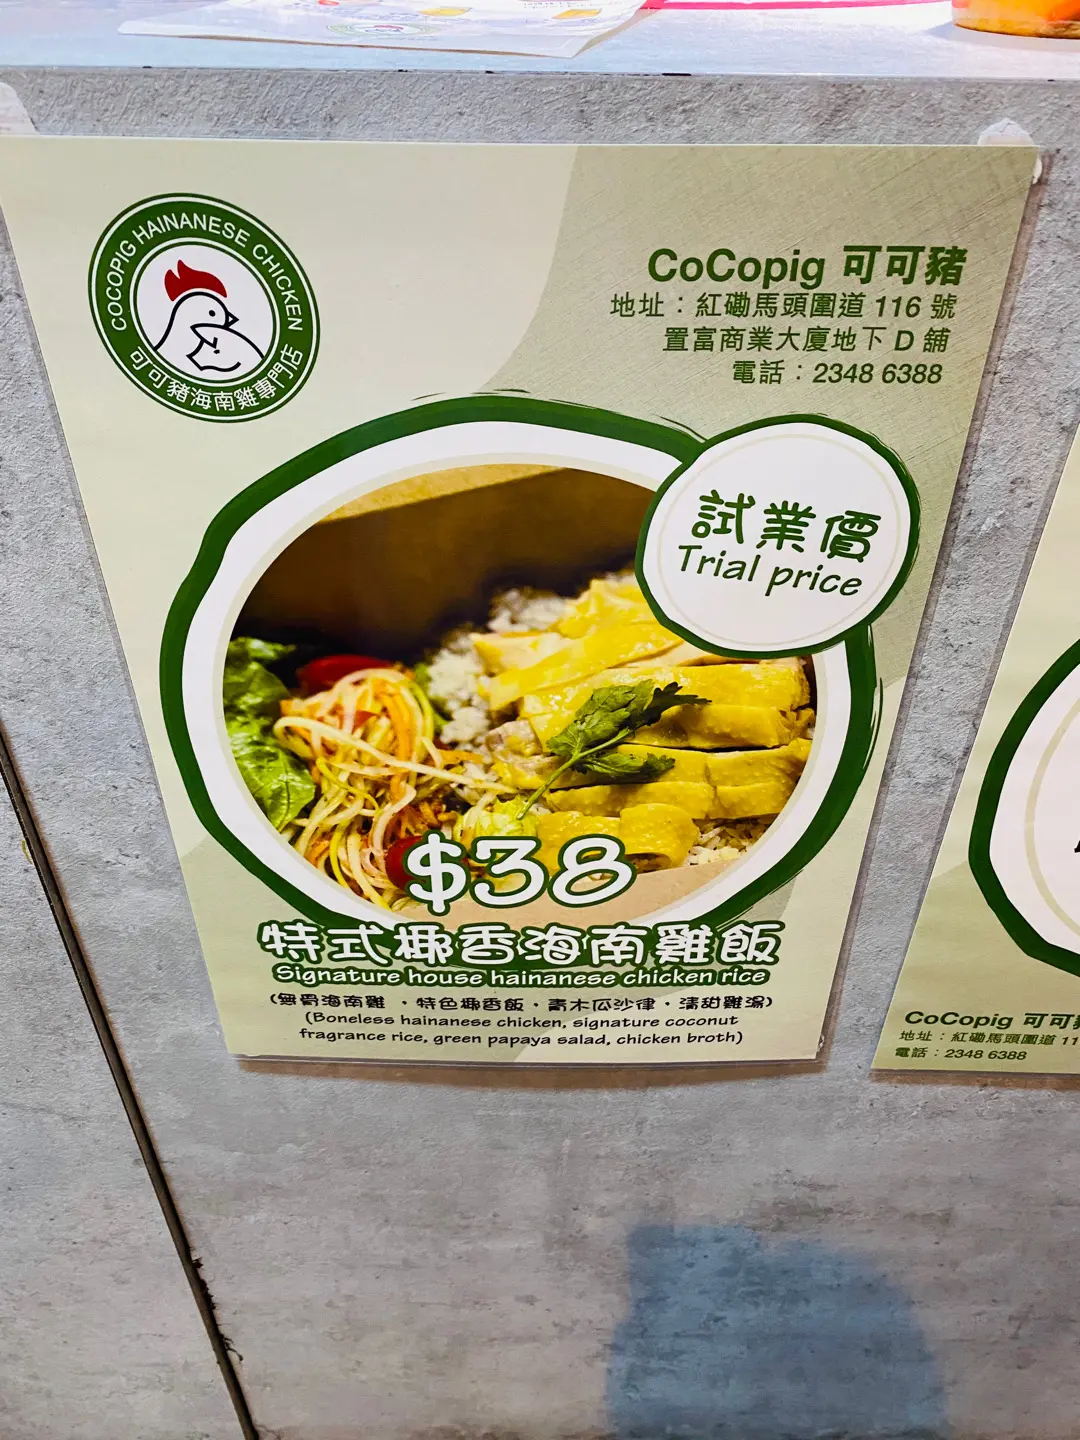 COCOPIG HAINANESE CHICKEN
可可豬海南雞專門店
CoCopig 可可豬
地址：紅磡馬頭圍道 116 號
置富商業大廈地下 D 舖
電話：2348 6388
試業價
Trial price
$38
特式椰香海南雞飯
Signature house hainanese chicken rice
(無骨海南雞 ‧ 特色椰香飯 ‧ 青木瓜沙律 ‧ 清甜雞湯)
(Boneless hainanese chicken, signature coconut
fragrance rice, green papaya salad, chicken broth)
CoCopig 可可
地址：紅磡馬頭圍道 11
電話：2348 6388